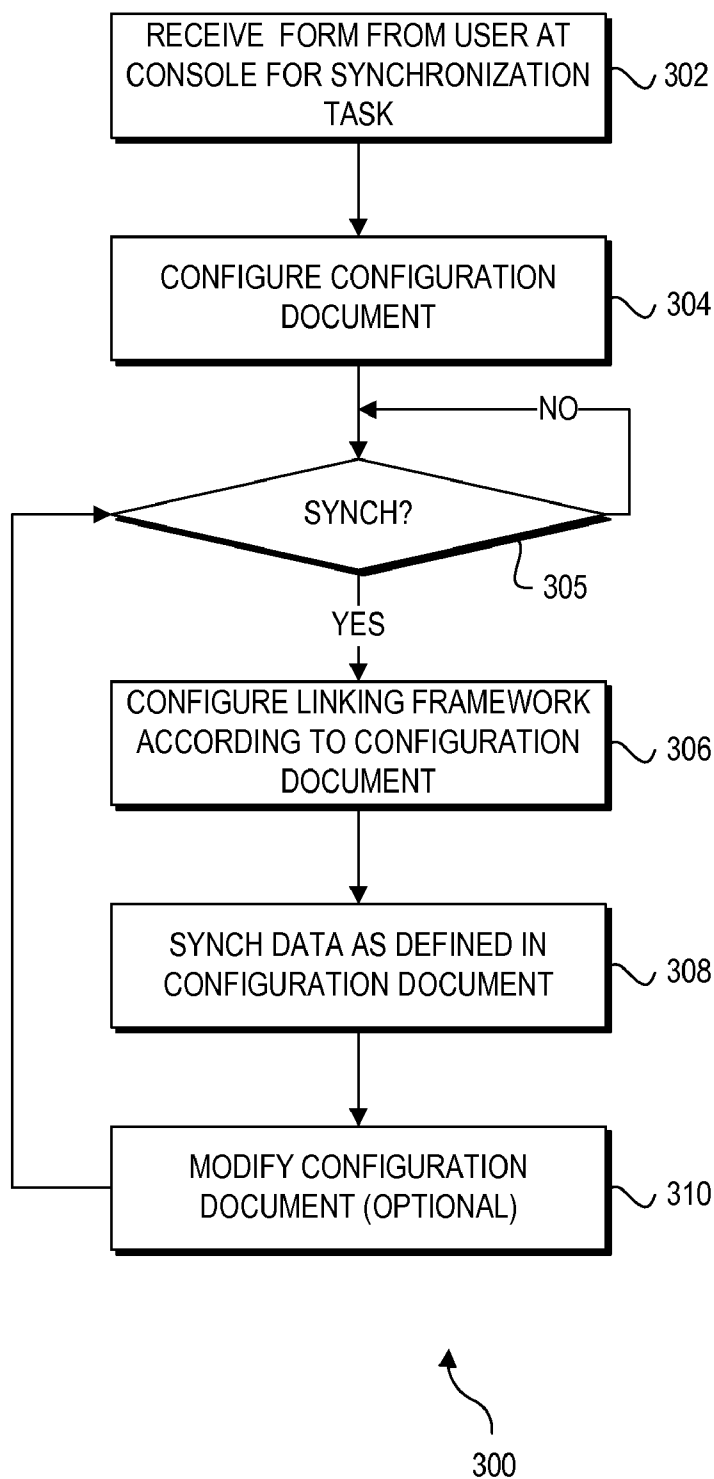 RECEIVE FORM FROM USER AT
CONSOLE FOR SYNCHRONIZATION
TASK
302
CONFIGURE CONFIGURATION
DOCUMENT
304
NO
SYNCH?
305
YES
CONFIGURE LINKING FRAMEWORK
ACCORDING TO CONFIGURATION
DOCUMENT
306
SYNCH DATA AS DEFINED IN
CONFIGURATION DOCUMENT
308
MODIFY CONFIGURATION
DOCUMENT (OPTIONAL)
310
300